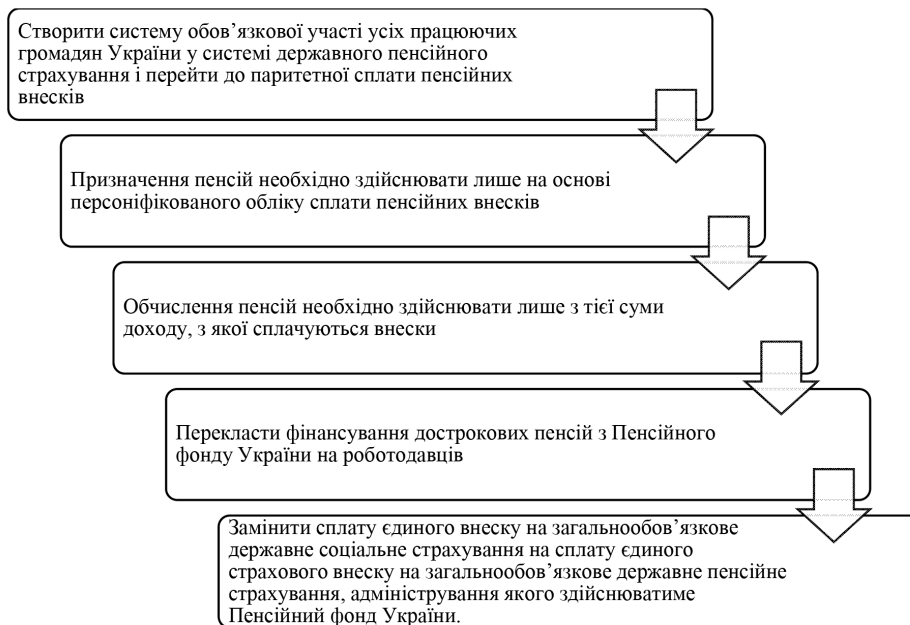 Створити систему обов’язкової участі усіх працюючих
громадян України у системі державного пенсійного
страхування і перейти до паритетної сплати пенсійних
внесків
Призначення пенсій необхідно здійснювати лише на основі
персоніфікованого обліку сплати пенсійних внесків
Обчислення пенсій необхідно здійснювати лише з тієї суми
доходу, з якої сплачуються внески
Перекласти фінансування дострокових пенсій з Пенсійного
фонду України на роботодавців
Замінити сплату єдиного внеску на загальнообов’язкове
державне соціальне страхування на сплату єдиного
страхового внеску на загальнообов’язкове державне пенсійне
страхування, адміністрування якого здійснюватиме
Пенсійний фонд України.